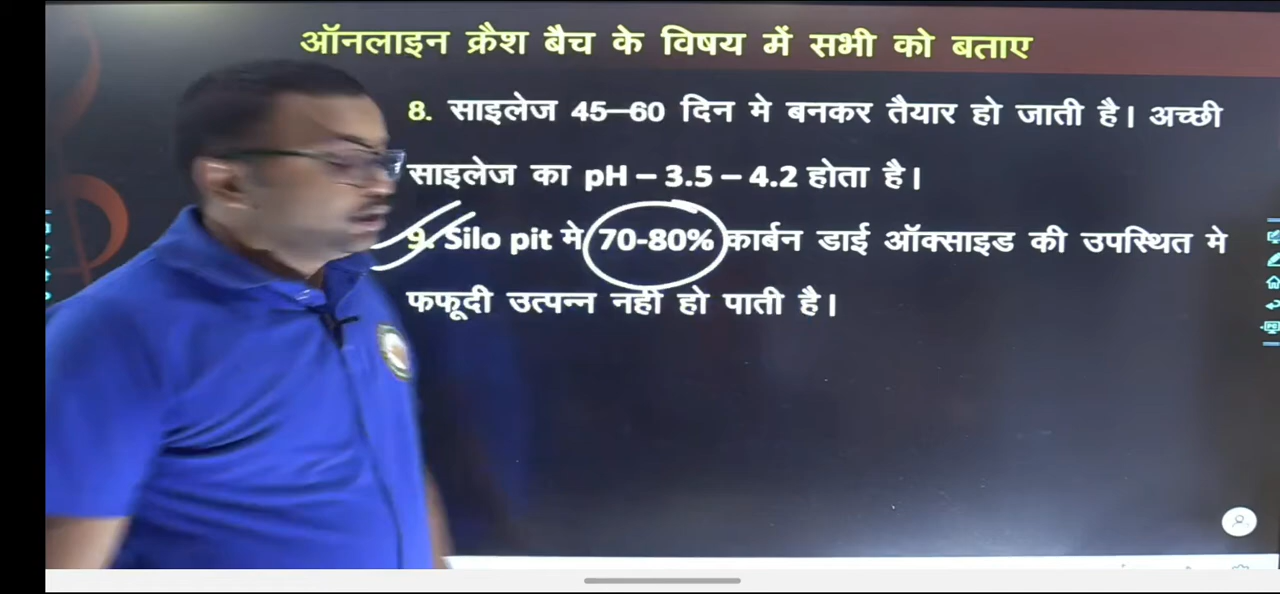 ऑनलाइन क्रैश बैच के विषय में सभी को बताए
8. साइलेज 45–60 दिन मे बनकर तैयार हो जाती है। अच्छी
साइलेज का pH – 3.5 – 4.2 होता है।
9. Silo pit मे 70-80% कार्बन डाई ऑक्साइड की उपस्थित मे
फफूदी उत्पन्न नही हो पाती है।